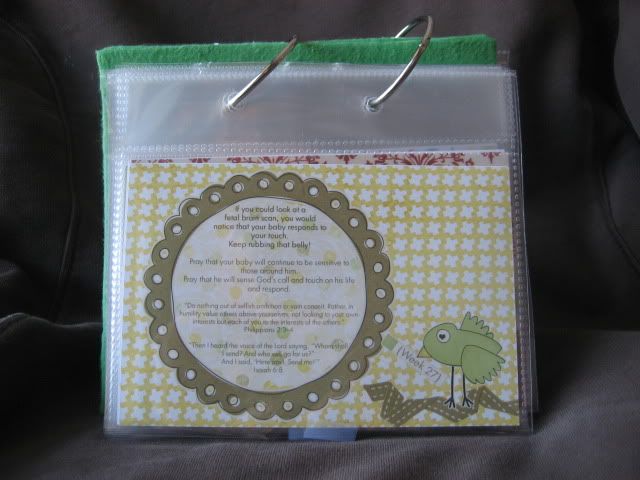 If you could look at a
fetal brain scan, you would
notice that your baby responds to
your touch.
Keep rubbing that belly!
Pray that your baby will continue to be sensitive to
those around him.
Pray that he will sense God's call and touch on his life
and respond.
"Do nothing out of selfish ambition or vain conceit. Rather, in
humility value others above yourselves, not looking to your own
interests but each of you to the interests of the others."
Philippians 2:3-4
"Then I heard the voice of the Lord saying, "Whom shall
I send? And who will go for us?"
And I said, "Here am I. Send me!""
Isaiah 6:8
(Week 27)